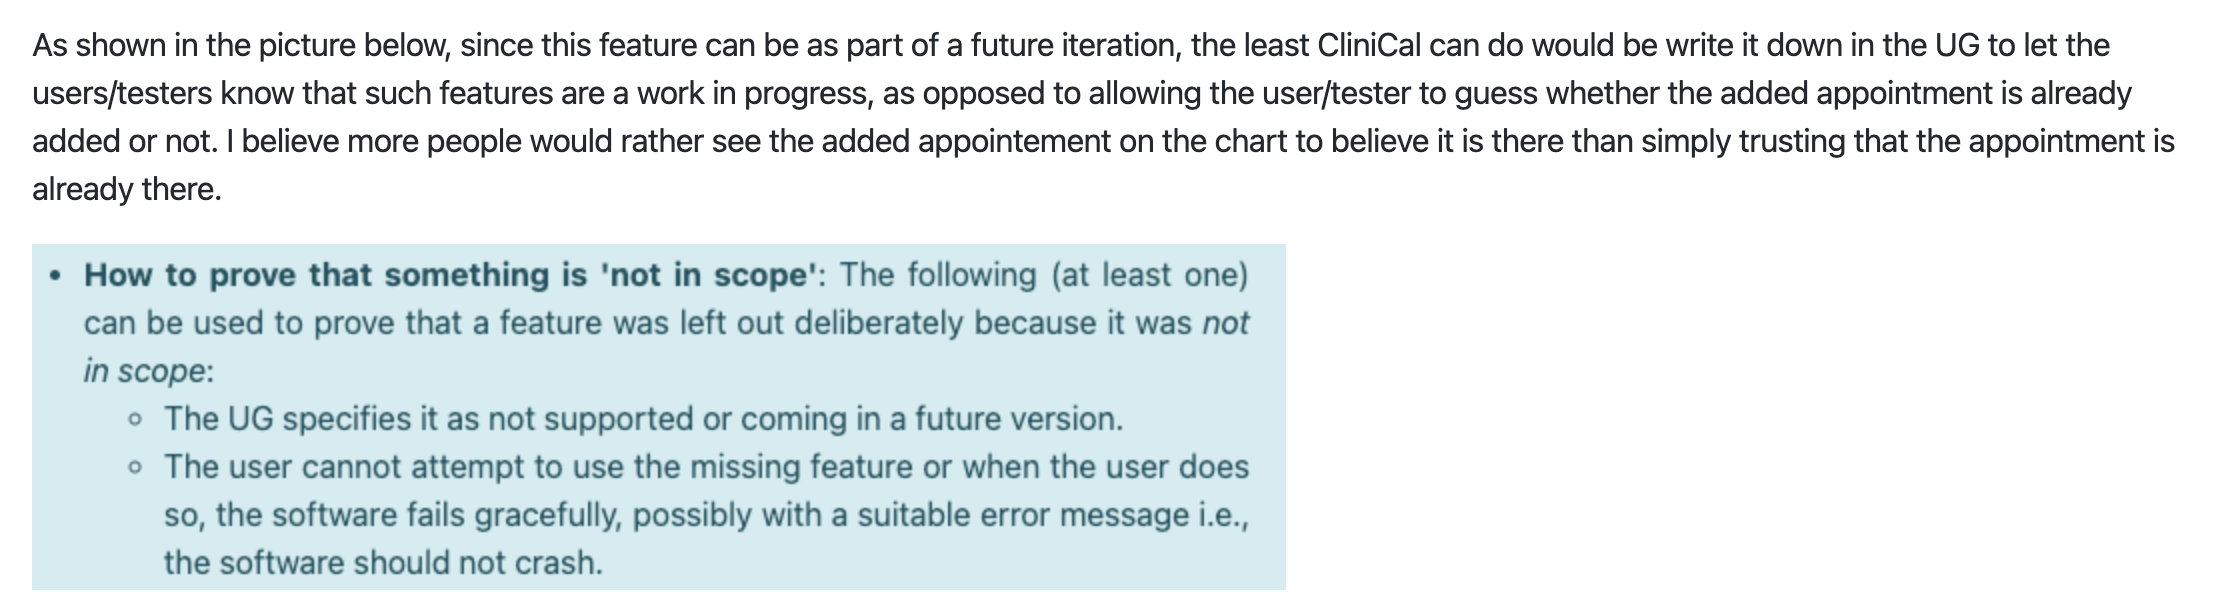 As shown in the picture below, since this feature can be as part of a future iteration, the least CliniCal can do would be write it down in the UG to let the
users/testers know that such features are a work in progress, as opposed to allowing the user/tester to guess whether the added appointment is already
added or not. I believe more people would rather see the added appointement on the chart to believe it is there than simply trusting that the appointment is
already there.
• How to prove that something is 'not in scope': The following (at least one)
can be used to prove that a feature was left out deliberately because it was not
in scope:
◦ The UG specifies it as not supported or coming in a future version.
◦ The user cannot attempt to use the missing feature or when the user does
so, the software fails gracefully, possibly with a suitable error message i.e.,
the software should not crash.